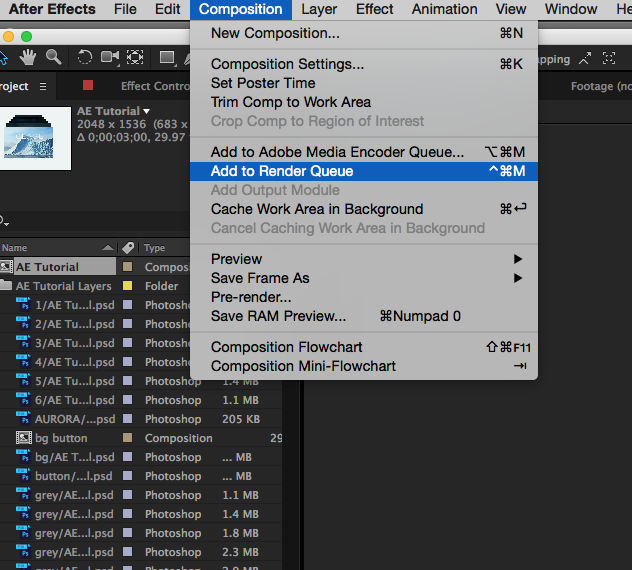 After Effects File Edit Composition Layer Effect Animation View Window He
New Composition... ⌘N
Composition Settings... ⌘K
Set Poster Time
Trim Comp to Work Area
Crop Comp to Region of Interest
Add to Adobe Media Encoder Queue... ⌥⌘M
Add to Render Queue ^⌘M
Add Output Module
Cache Work Area in Background ⌘↩
Cancel Caching Work Area in Background
Preview ▶
Save Frame As ▶
Pre-render...
Save RAM Preview... ⌘Numpad 0
Composition Flowchart ⇧⌘F11
Composition Mini-Flowchart ⇥
apping
roject ≡ Effect Contro Footage (no
AE Tutorial ▼
2048 x 1536 (683 x
Δ 0;00;03;00, 29.97
Name Type
AE Tutorial Compos
AE Tutorial Layers Folder
1/AE Tu...l.psd Photoshop
2/AE Tu...l.psd Photoshop
3/AE Tu...l.psd Photoshop
4/AE Tu...l.psd Photoshop
5/AE Tu...l.psd Photoshop 1.4 MB
6/AE Tu...l.psd Photoshop 1.1 MB
AURORA/...psd Photoshop 205 KB
bg button Composition 29
bg/AE T...l.psd Photoshop ... MB
button/...l.psd Photoshop ... MB
grey/AE...l.psd Photoshop 1.1 MB
grey/AE...l.psd Photoshop 1.4 MB
grey/AE...l.psd Photoshop 1.8 MB
grey/AE...l.psd Photoshop 2.3 MB